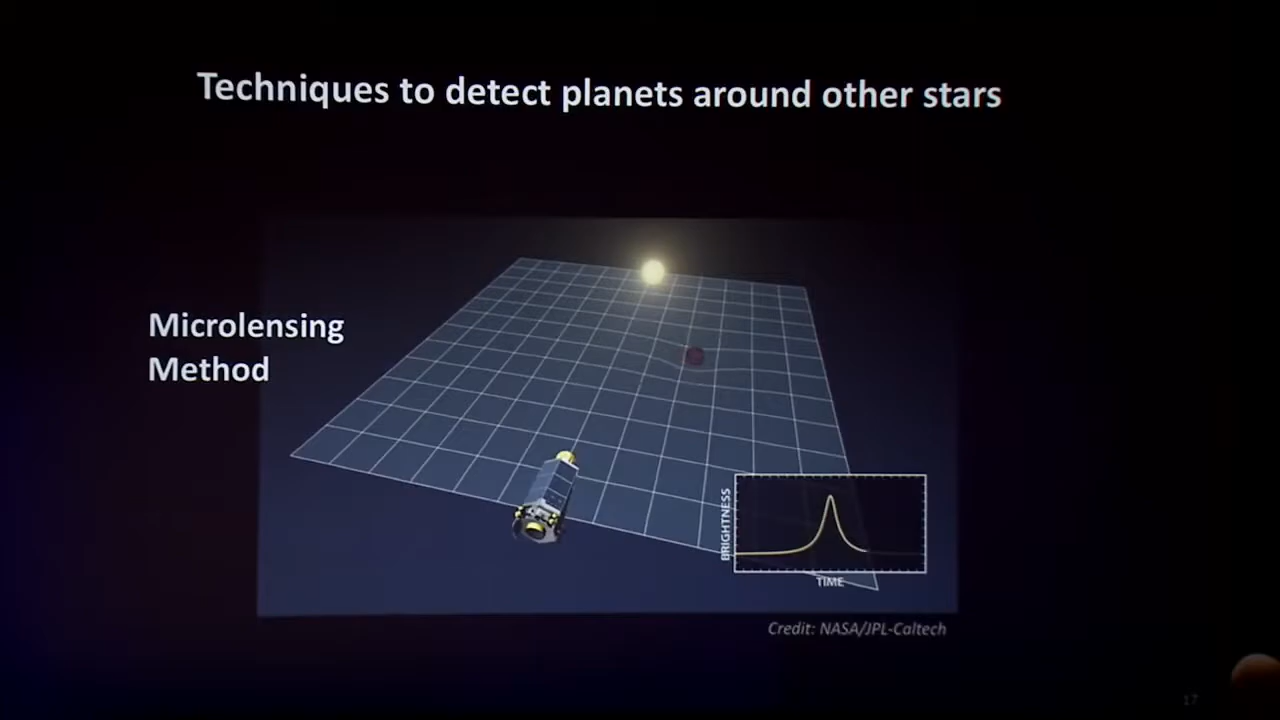 Techniques to detect planets around other stars
Microlensing
Method
BRIGHTNESS
TIME
Credit: NASA/JPL-Caltech
17